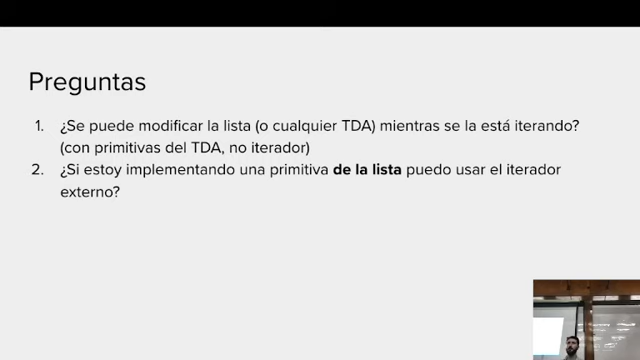 Preguntas
1. ¿Se puede modificar la lista (o cualquier TDA) mientras se la está iterando?
(con primitivas del TDA, no iterador)
2. ¿Si estoy implementando una primitiva de la lista puedo usar el iterador
externo?